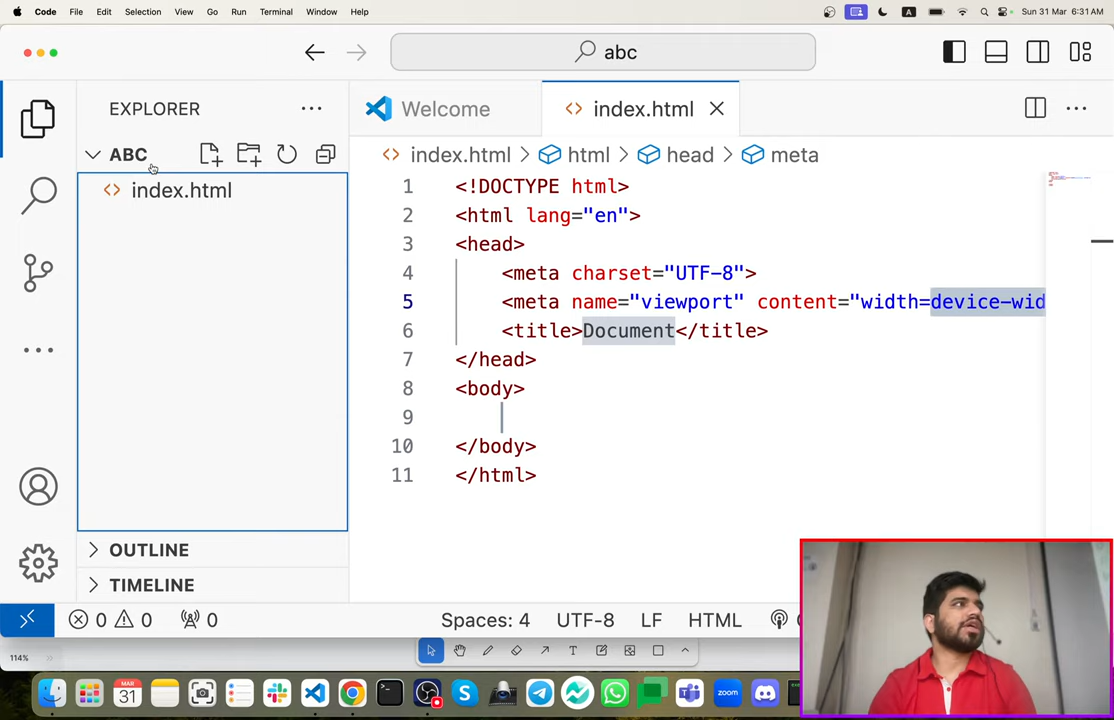 Code File Edit Selection View Go Run Terminal Window Help
A
Sun 31 Mar 6:31 AM
abc
EXPLORER
ABC
index.html
OUTLINE
TIMELINE
Welcome
index.html
index.html > html > head > meta
1 <!DOCTYPE html>
2 <html lang="en">
3 <head>
4 <meta charset="UTF-8">
5 <meta name="viewport" content="width=device-wid
6 <title>Document</title>
7 </head>
8 <body>
9
10 </body>
11 </html>
0 0 0
Spaces: 4 UTF-8 LF HTML
114%
MAR
31
zoom